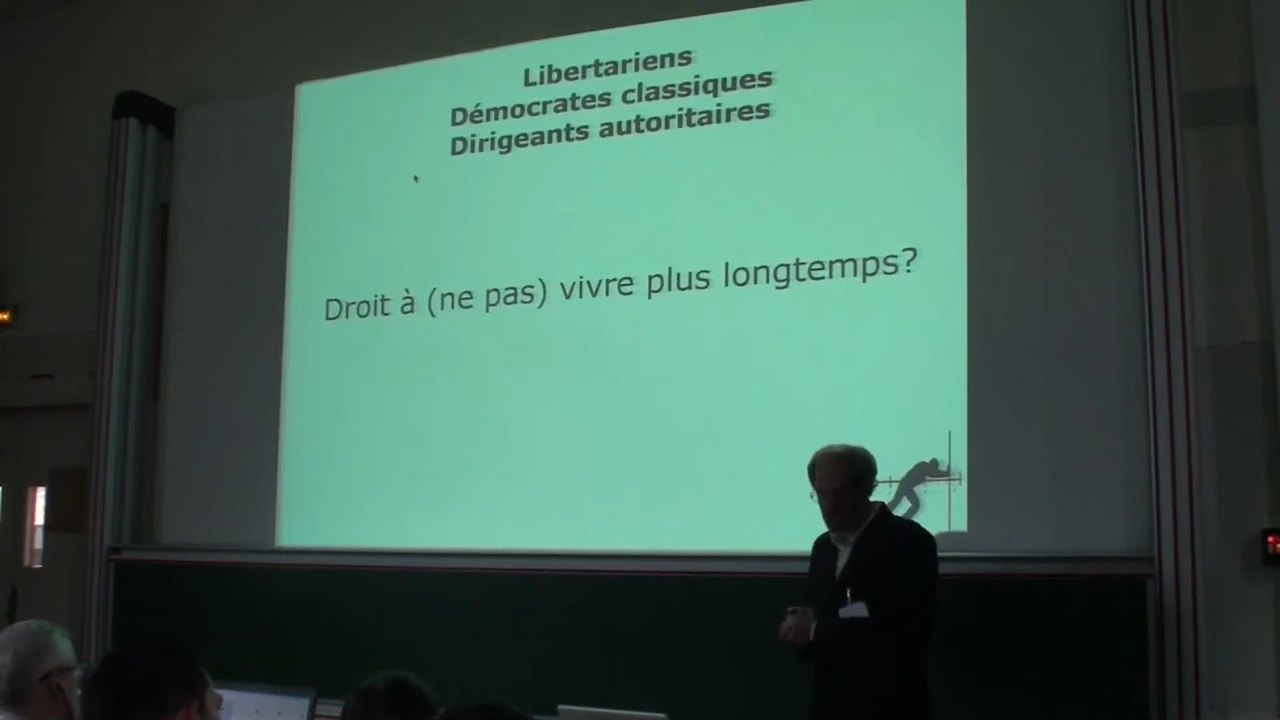 Libertariens
Démocrates classiques
Dirigeants autoritaires
Droit à (ne pas) vivre plus longtemps?